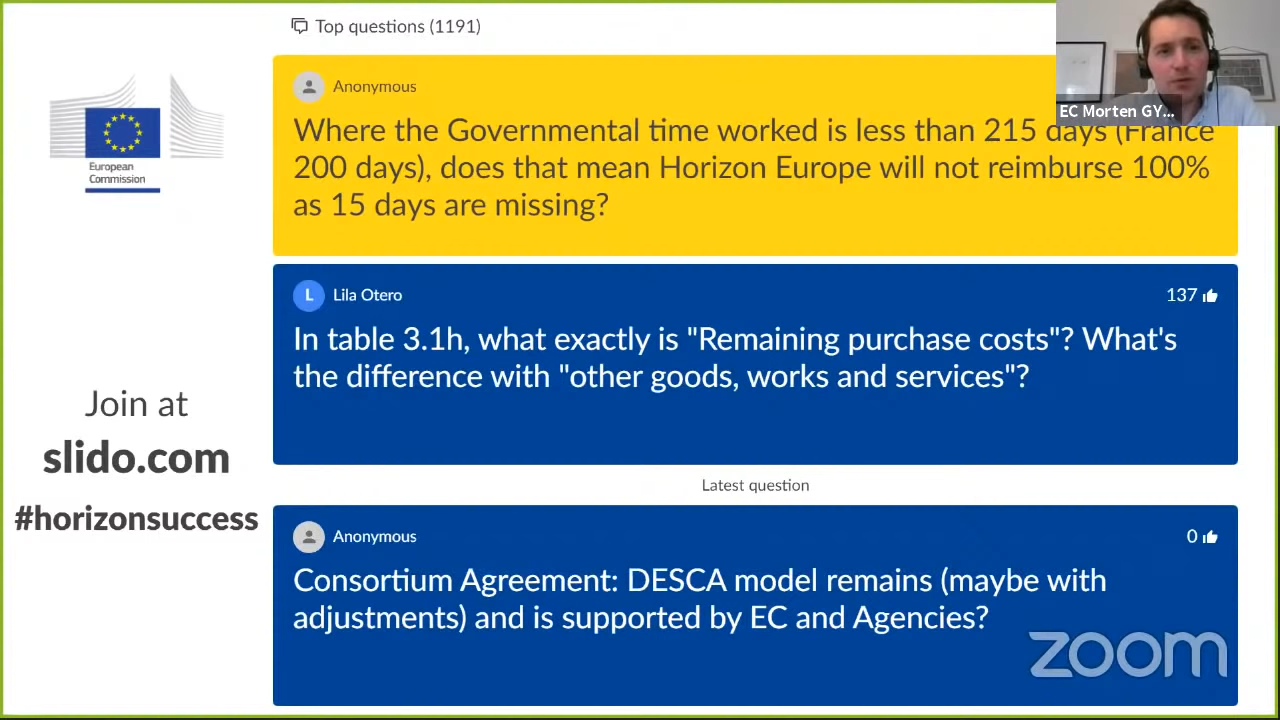 Top questions (1191)
Anonymous
EC Morten GY...
Where the Governmental time worked is less than 215 days (France
200 days), does that mean Horizon Europe will not reimburse 100%
as 15 days are missing?
European
Commission
L
Lila Otero
137
In table 3.1h, what exactly is "Remaining purchase costs"? What's
the difference with "other goods, works and services"?
Join at
slido.com
#horizonsuccess
Latest question
Anonymous
0
Consortium Agreement: DESCA model remains (maybe with
adjustments) and is supported by EC and Agencies?
zoom